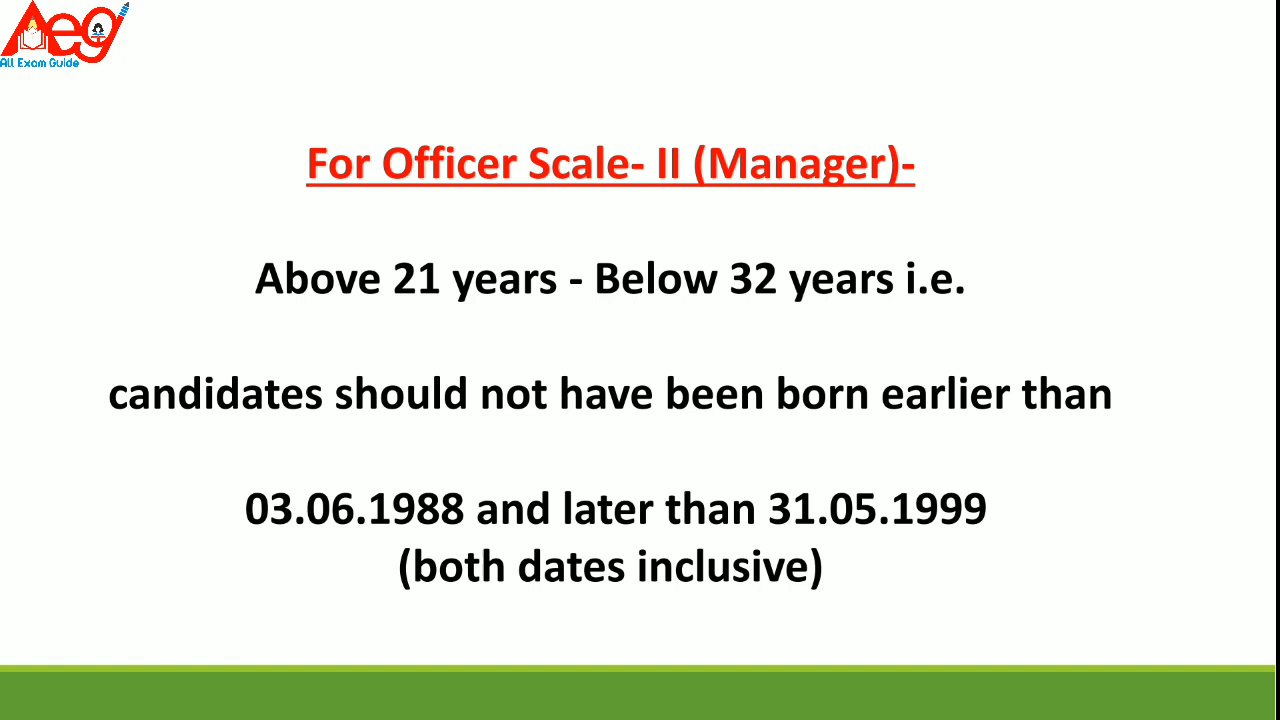 Aeg
All Exam Guide
For Officer Scale- II (Manager)-
Above 21 years - Below 32 years i.e.
candidates should not have been born earlier than
03.06.1988 and later than 31.05.1999
(both dates inclusive)